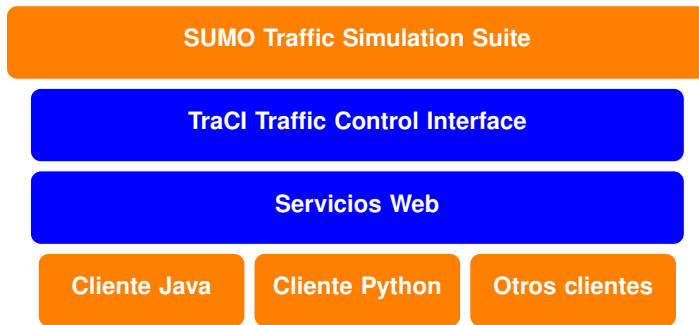 SUMO Traffic Simulation Suite
TraCI Traffic Control Interface
Servicios Web
Cliente Java
Cliente Python
Otros clientes